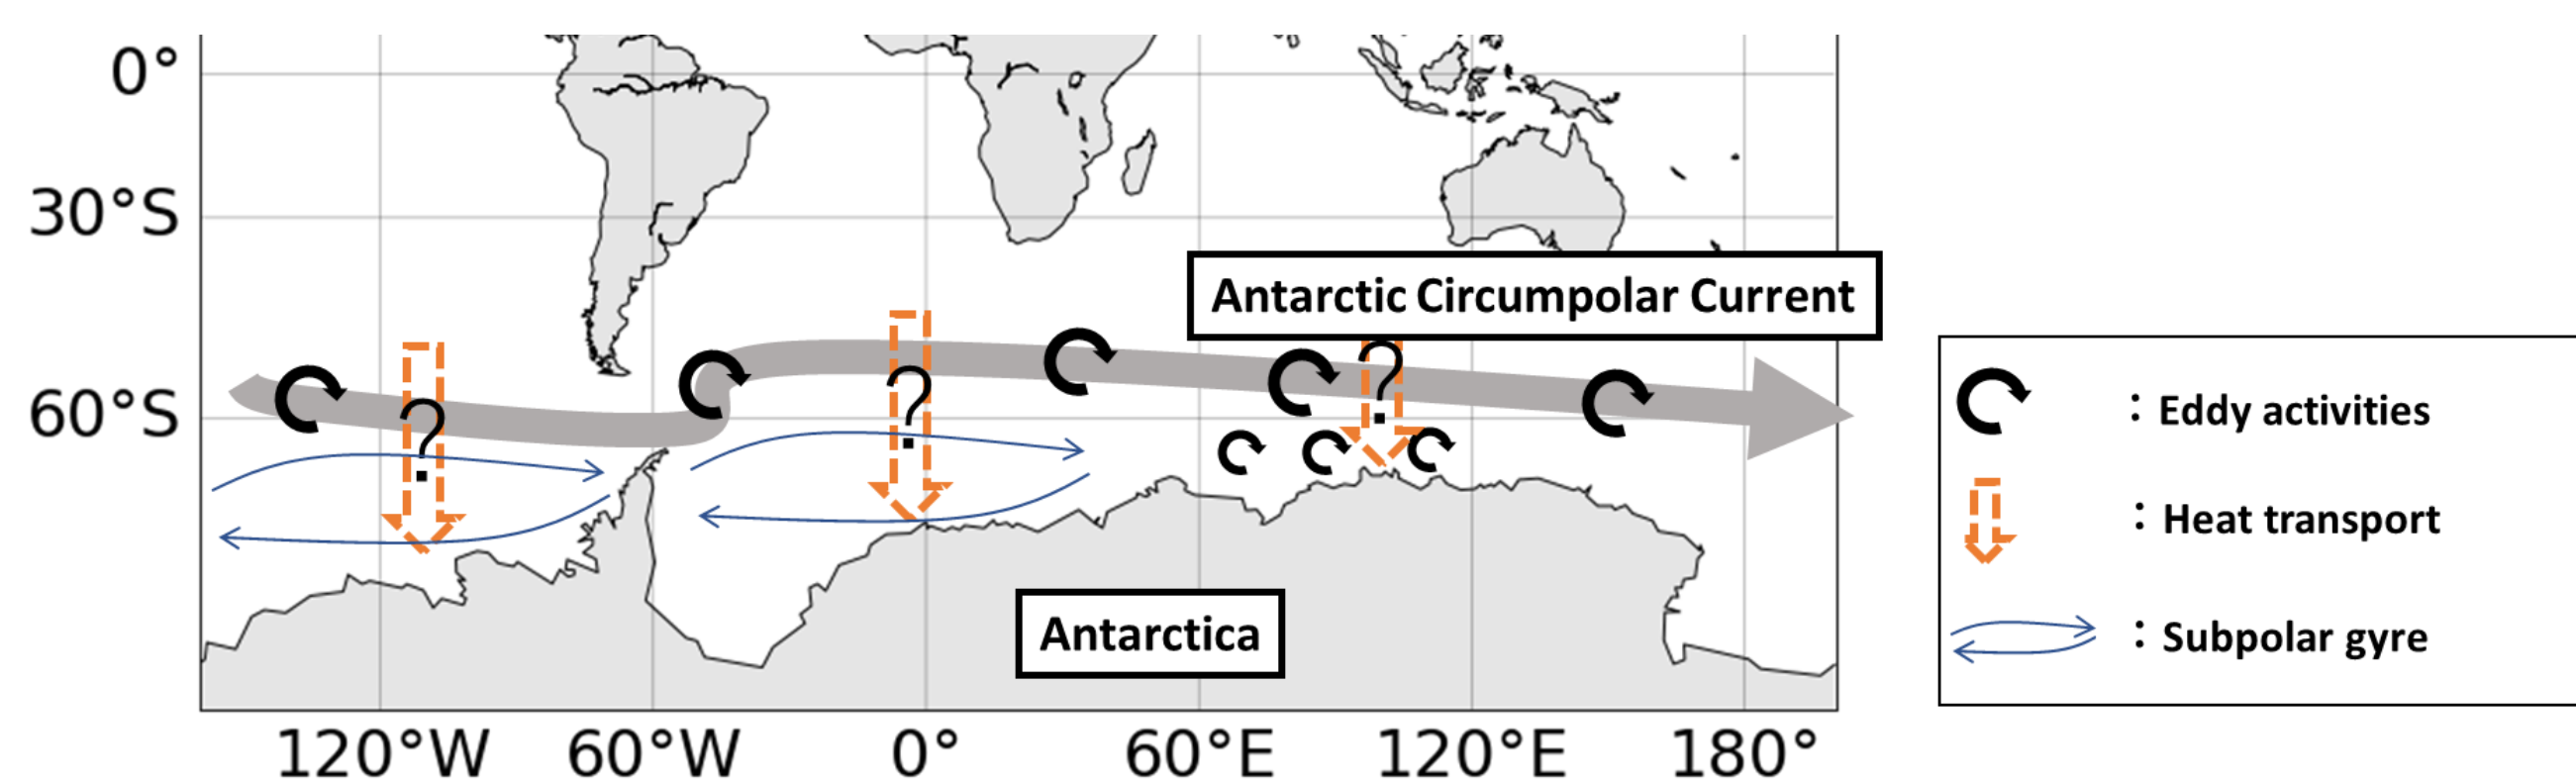 0°
30°S
60°S
Antarctic Circumpolar Current
?
?
?
Antarctica
120°W 60°W 0° 60°E 120°E 180°
: Eddy activities
: Heat transport
: Subpolar gyre